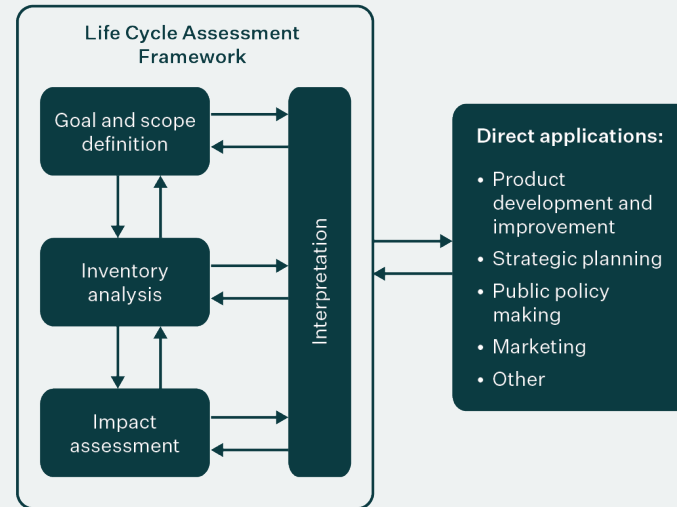 Life Cycle Assessment
Framework
Goal and scope
definition
Inventory
analysis
Impact
assessment
Interpretation
Direct applications:
• Product
development and
improvement
• Strategic planning
• Public policy
making
• Marketing
• Other